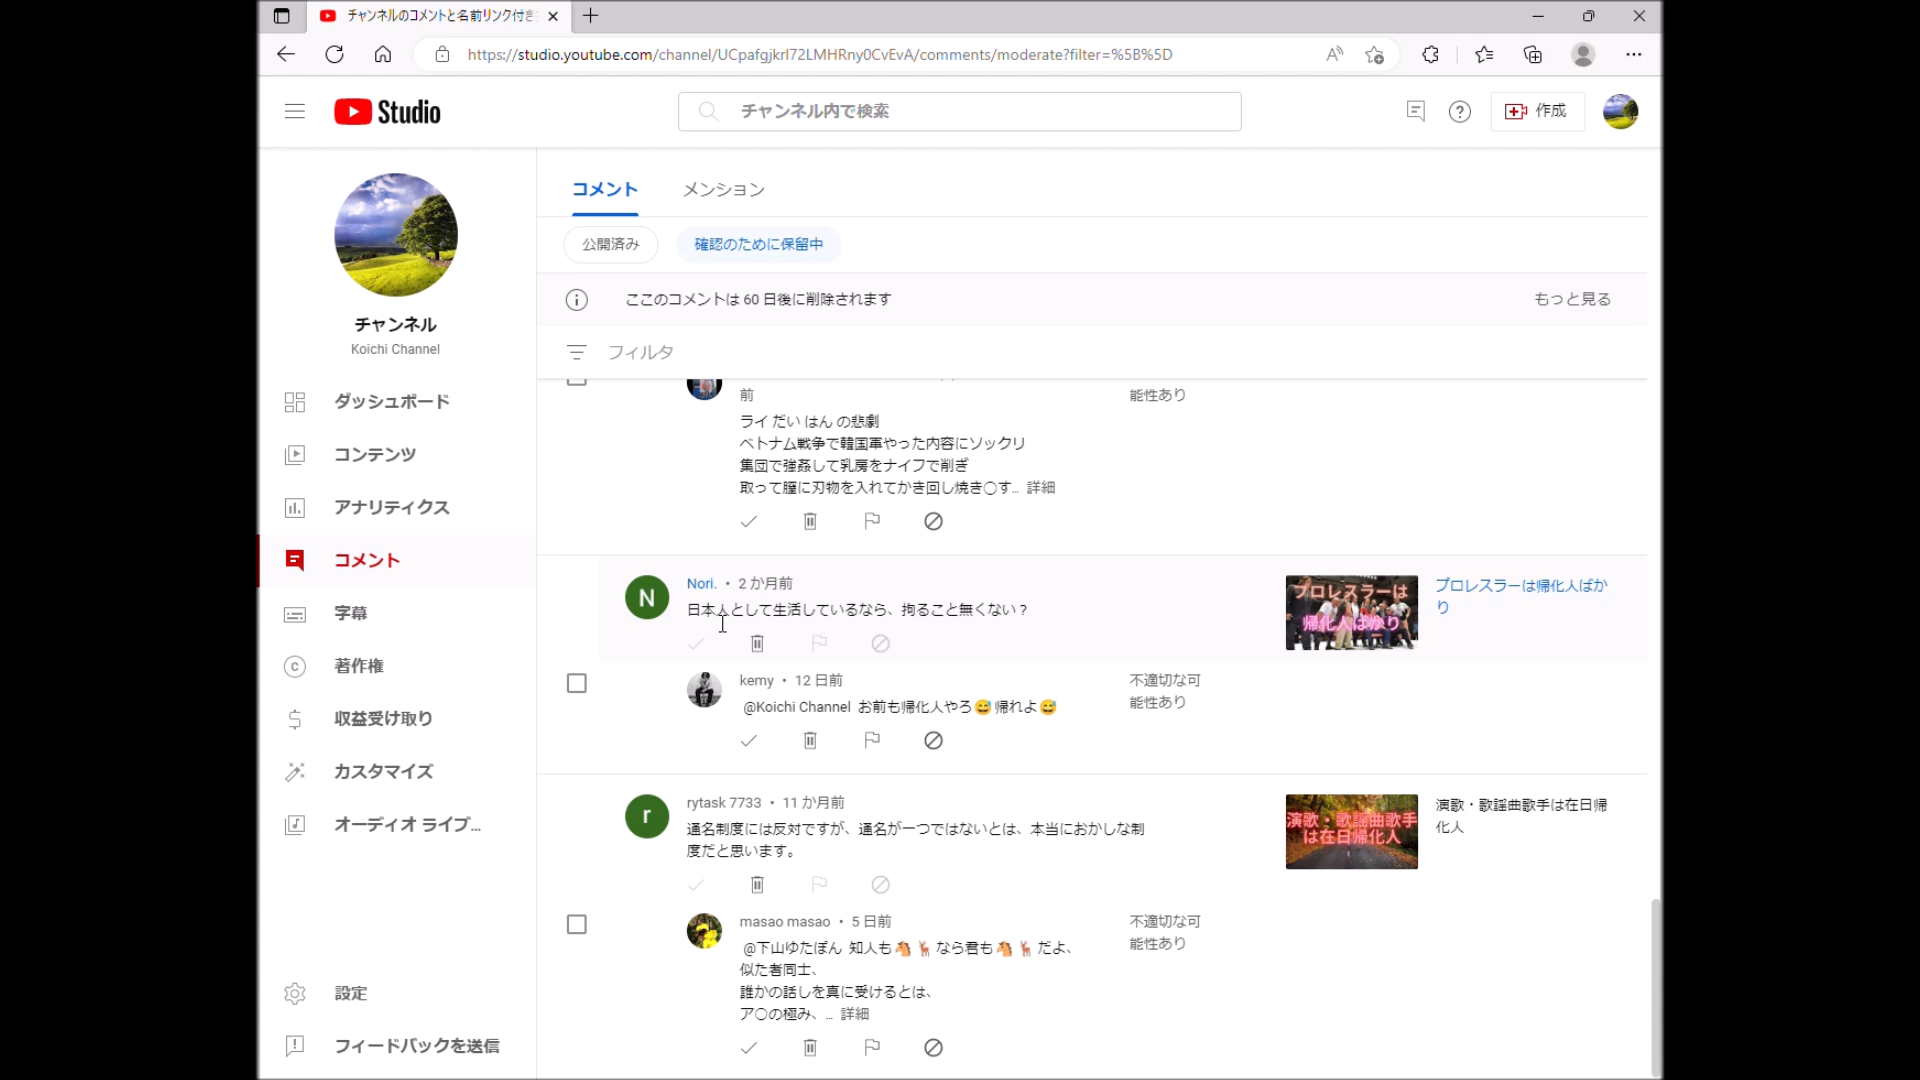 チャンネルのコメントと名前リンク付き
https://studio.youtube.com/channel/UCpafgjkrI72LMHRny0CvEvA/comments/moderate?filter=%5B%5D
Studio
チャンネル内で検索
作成
チャンネル
Koichi Channel
ダッシュボード
コンテンツ
アナリティクス
コメント
字幕
著作権
収益受け取り
カスタマイズ
オーディオ ライブ...
設定
フィードバックを送信
コメント
メンション
公開済み
確認のために保留中
ここのコメントは 60 日後に削除されます
もっと見る
フィルタ
前
能性あり
ライ だい はん の悲劇
ベトナム戦争で韓国軍やった内容にソックリ
集団で強姦して乳房をナイフで削ぎ
取って膣に刃物を入れてかき回し焼き〇す... 詳細
N
Nori. • 2 か月前
日本人として生活しているなら、拘ること無くない？
プロレスラーは
帰化人ばかり
プロレスラーは帰化人ばか
り
kemy • 12 日前
不適切な可
能性あり
@Koichi Channel お前も帰化人やろ😅帰れよ😅
r
rytask 7733 • 11 か月前
通名制度には反対ですが、通名が一つではないとは、本当におかしな制
度だと思います。
演歌・歌謡曲歌手
は在日帰化人
演歌・歌謡曲歌手は在日帰
化人
masao masao • 5 日前
不適切な可
能性あり
@下山ゆたぽん 知人も🐴🦌なら君も🐴🦌だよ、
似た者同士、
誰かの話しを真に受けるとは、
ア〇の極み、... 詳細